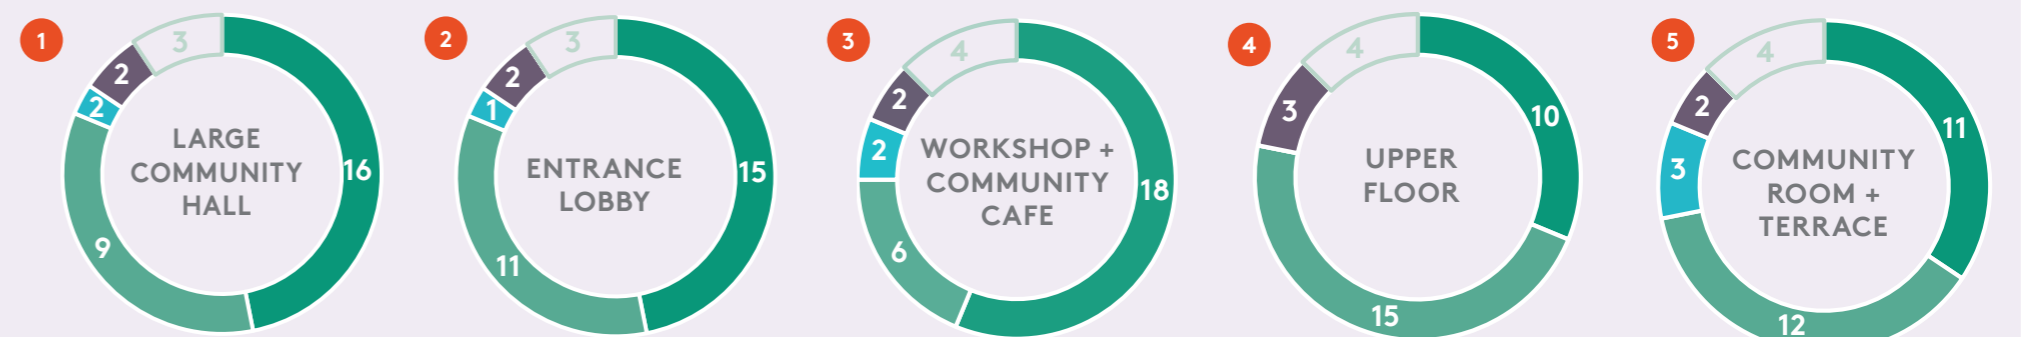 1
3
2
2
9
16
LARGE
COMMUNITY
HALL
2
3
2
1
11
15
ENTRANCE
LOBBY
3
4
2
2
6
18
WORKSHOP +
COMMUNITY
CAFE
4
4
3
15
10
UPPER
FLOOR
5
4
2
3
12
11
COMMUNITY
ROOM +
TERRACE